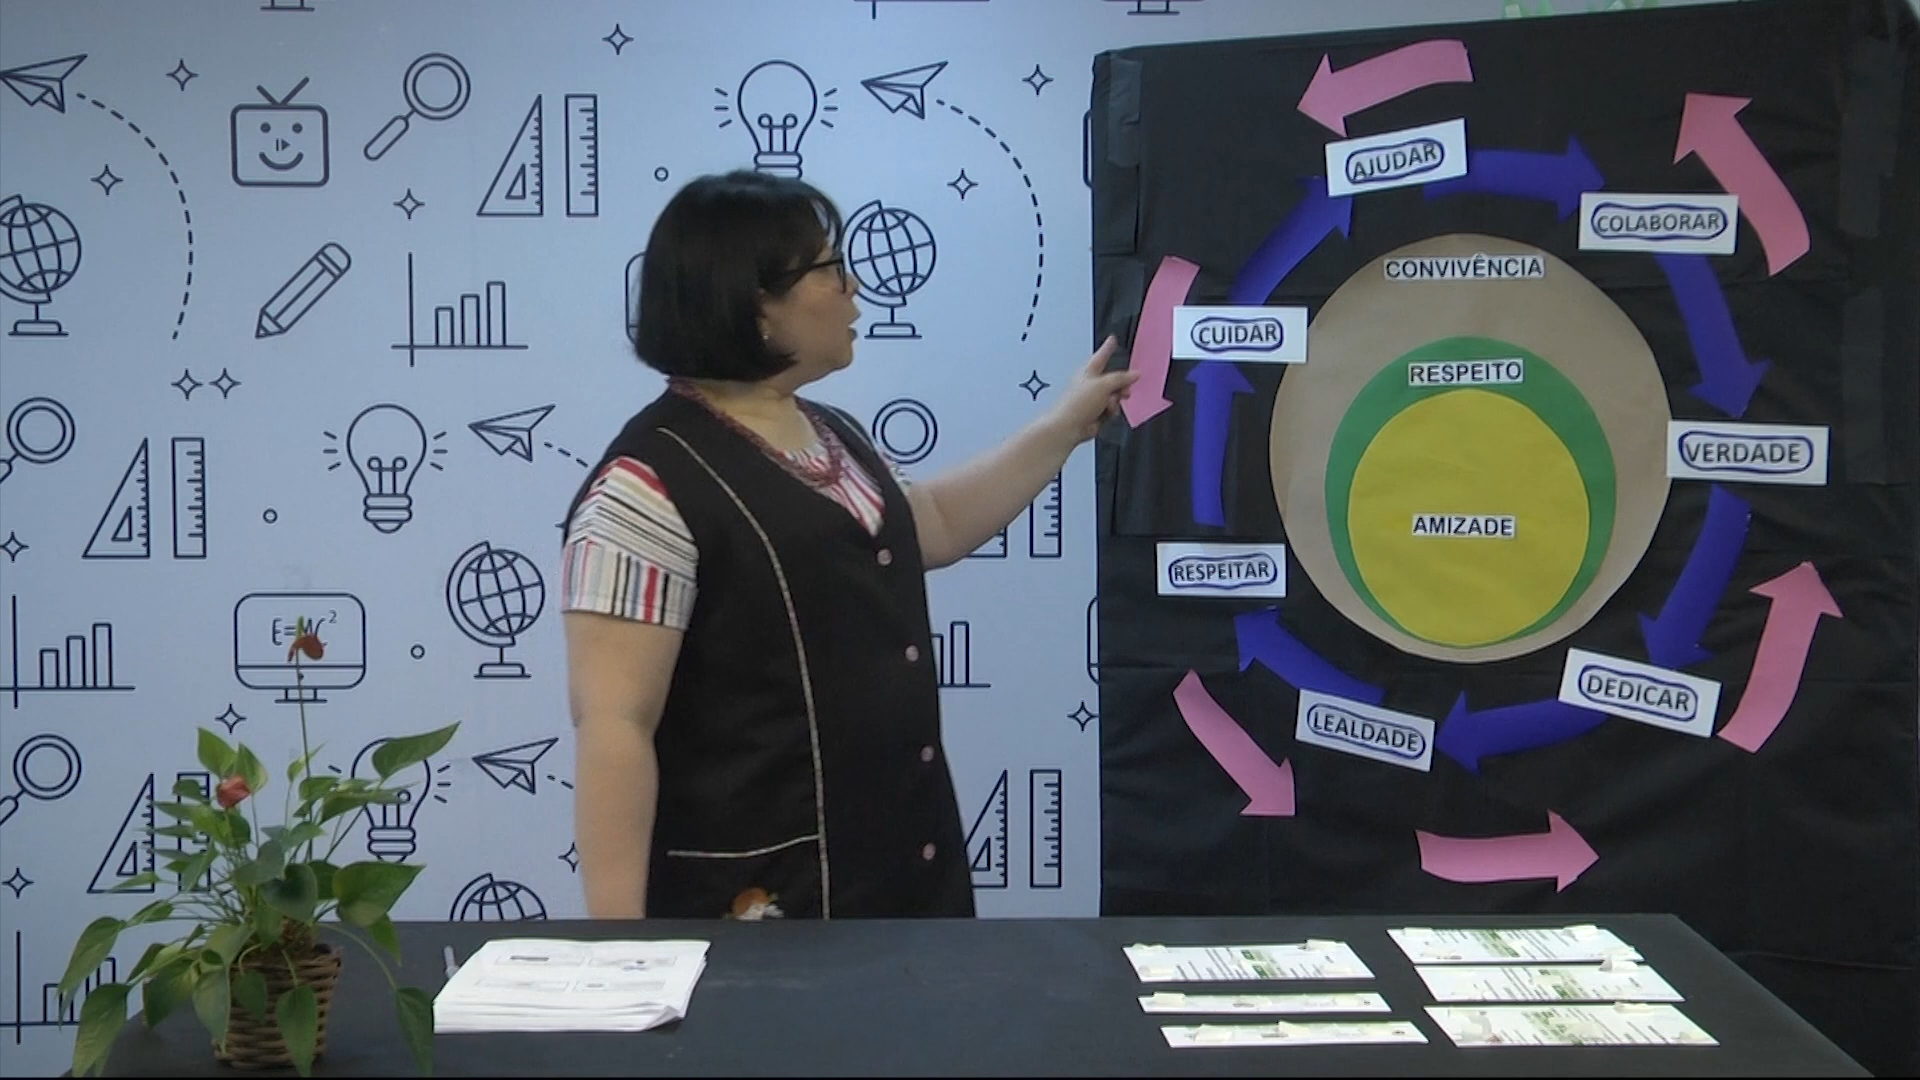 AJUDAR
COLABORAR
CONVIVÊNCIA
CUIDAR
RESPEITO
VERDADE
AMIZADE
RESPEITAR
DEDICAR
LEALDADE
E=MC²